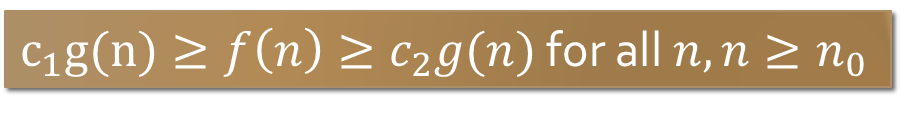 c₁g(n) ≥ f(n) ≥ c₂g(n) for all n, n ≥ n₀